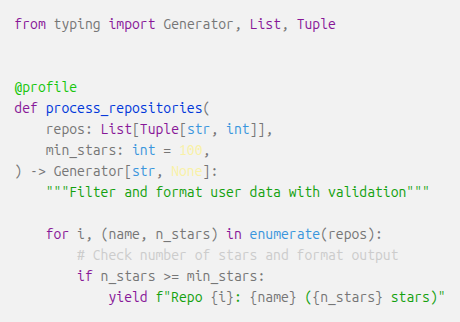 from typing import Generator, List, Tuple
@profile
def process_repositories(
    repos: List[Tuple[str, int]],
    min_stars: int = 100,
) -> Generator[str, None]:
    """Filter and format user data with validation"""
    for i, (name, n_stars) in enumerate(repos):
        # Check number of stars and format output
        if n_stars >= min_stars:
            yield f"Repo {i}: {name} ({n_stars} stars)"